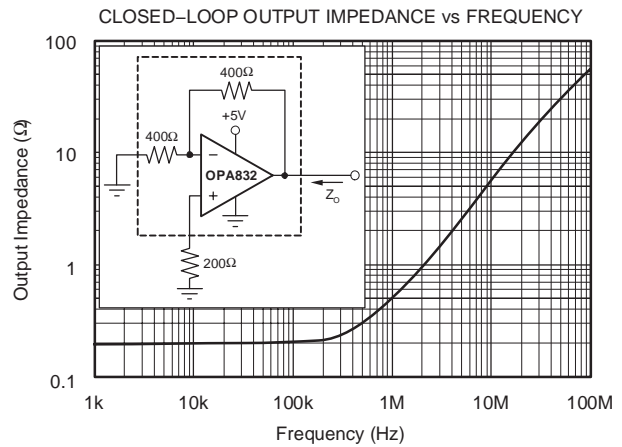 CLOSED–LOOP OUTPUT IMPEDANCE vs FREQUENCY
100
10
1
0.1
Output Impedance (Ω)
400Ω
+5V
400Ω
−
OPA832
+
ZO
200Ω
1k 10k 100k 1M 10M 100M
Frequency (Hz)